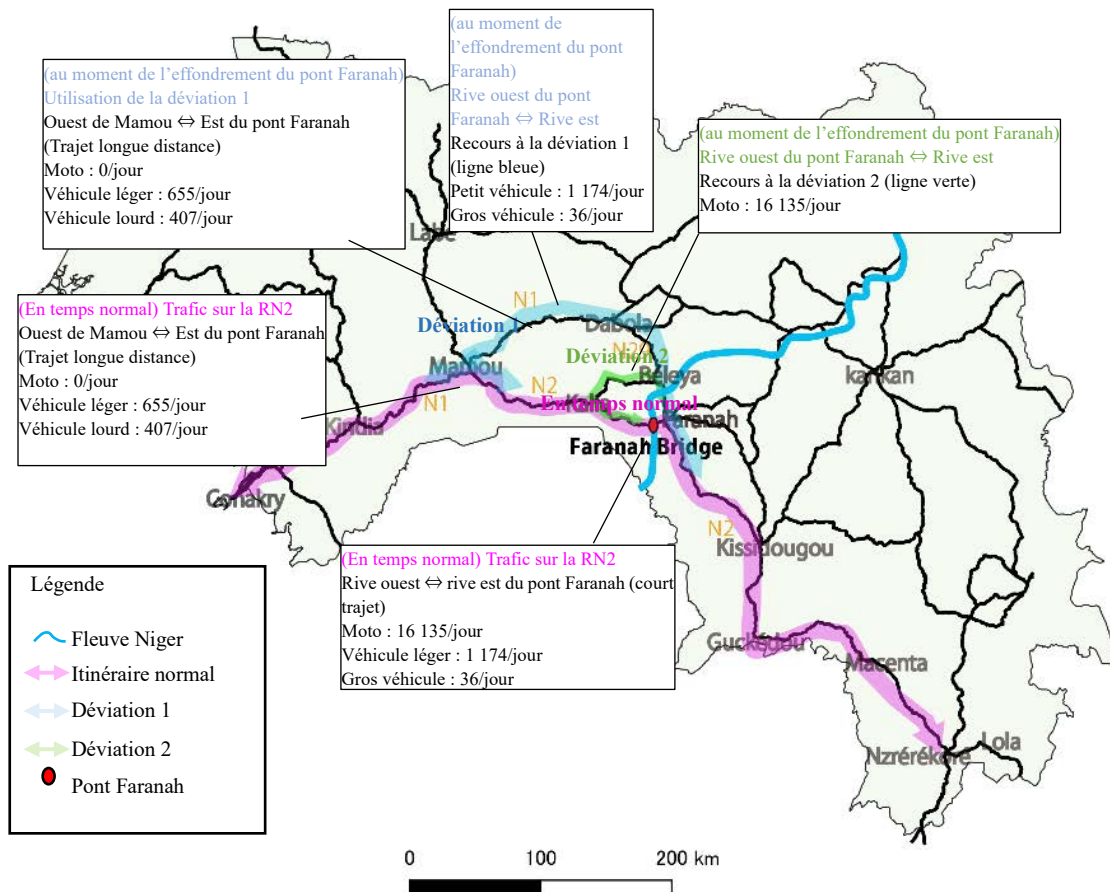 (au moment de l'effondrement du pont Faranah)
Utilisation de la déviation 1
Ouest de Mamou ⇔ Est du pont Faranah
(Trajet longue distance)
Moto : 0/jour
Véhicule léger : 655/jour
Véhicule lourd : 407/jour
(au moment de
l'effondrement du pont
Faranah)
Rive ouest du pont
Faranah ⇔ Rive est
Recours à la déviation 1
(ligne bleue)
Petit véhicule : 1 174/jour
Gros véhicule : 36/jour
(au moment de l'effondrement du pont Faranah)
Rive ouest du pont Faranah ⇔ Rive est
Recours à la déviation 2 (ligne verte)
Moto : 16 135/jour
(En temps normal) Trafic sur la RN2
Ouest de Mamou ⇔ Est du pont Faranah
(Trajet longue distance)
Moto : 0/jour
Véhicule léger : 655/jour
Véhicule lourd : 407/jour
N1
Déviation 1
Dabola
Déviation 2
Mamou
N2
Beleya
kankan
N1
En temps normal
Kindia
Faranah
Faranah Bridge
Conakry
N2
Kissidougou
(En temps normal) Trafic sur la RN2
Rive ouest ⇔ rive est du pont Faranah (court
trajet)
Moto : 16 135/jour
Véhicule léger : 1 174/jour
Gros véhicule : 36/jour
Guckédou
Macenta
Nzrérékore
Lola
Légende
Fleuve Niger
Itinéraire normal
Déviation 1
Déviation 2
Pont Faranah
0 100 200 km